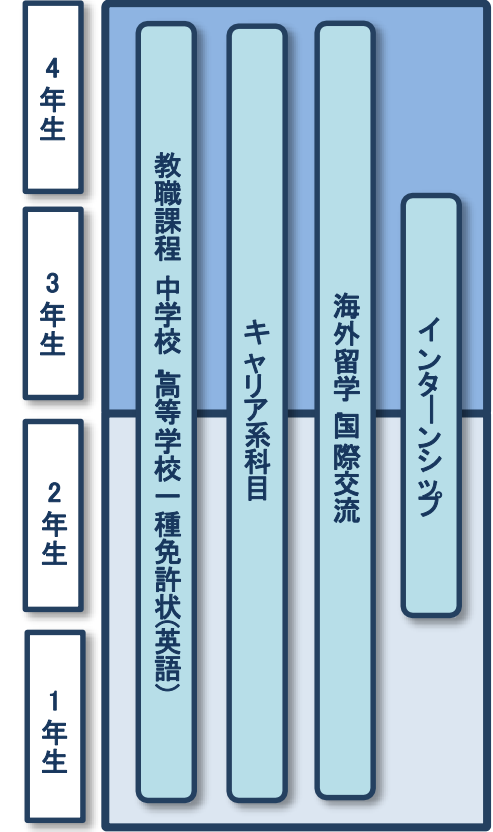 4年生
3年生
2年生
1年生
教職課程 中学校・高等学校一種免許状(英語)
キャリア系科目
海外留学・国際交流
インターンシップ